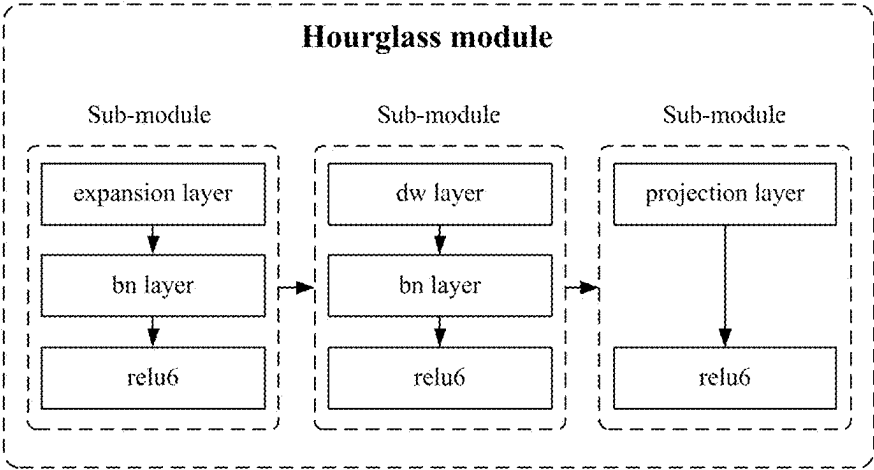 Hourglass module
Sub-module
expansion layer
bn layer
relu6
Sub-module
dw layer
bn layer
relu6
Sub-module
projection layer
relu6